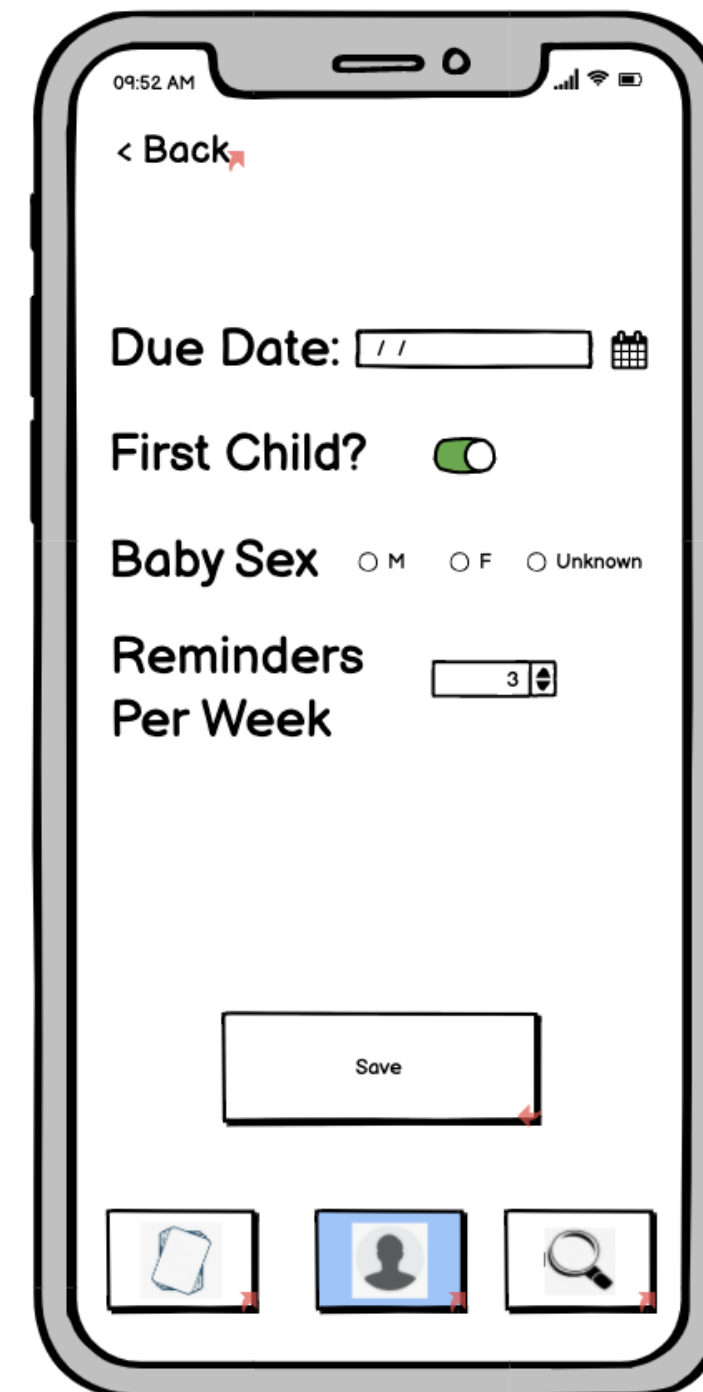 09:52 AM
< Back
Due Date: / /
First Child?
Baby Sex M F Unknown
Reminders
Per Week
3
Save